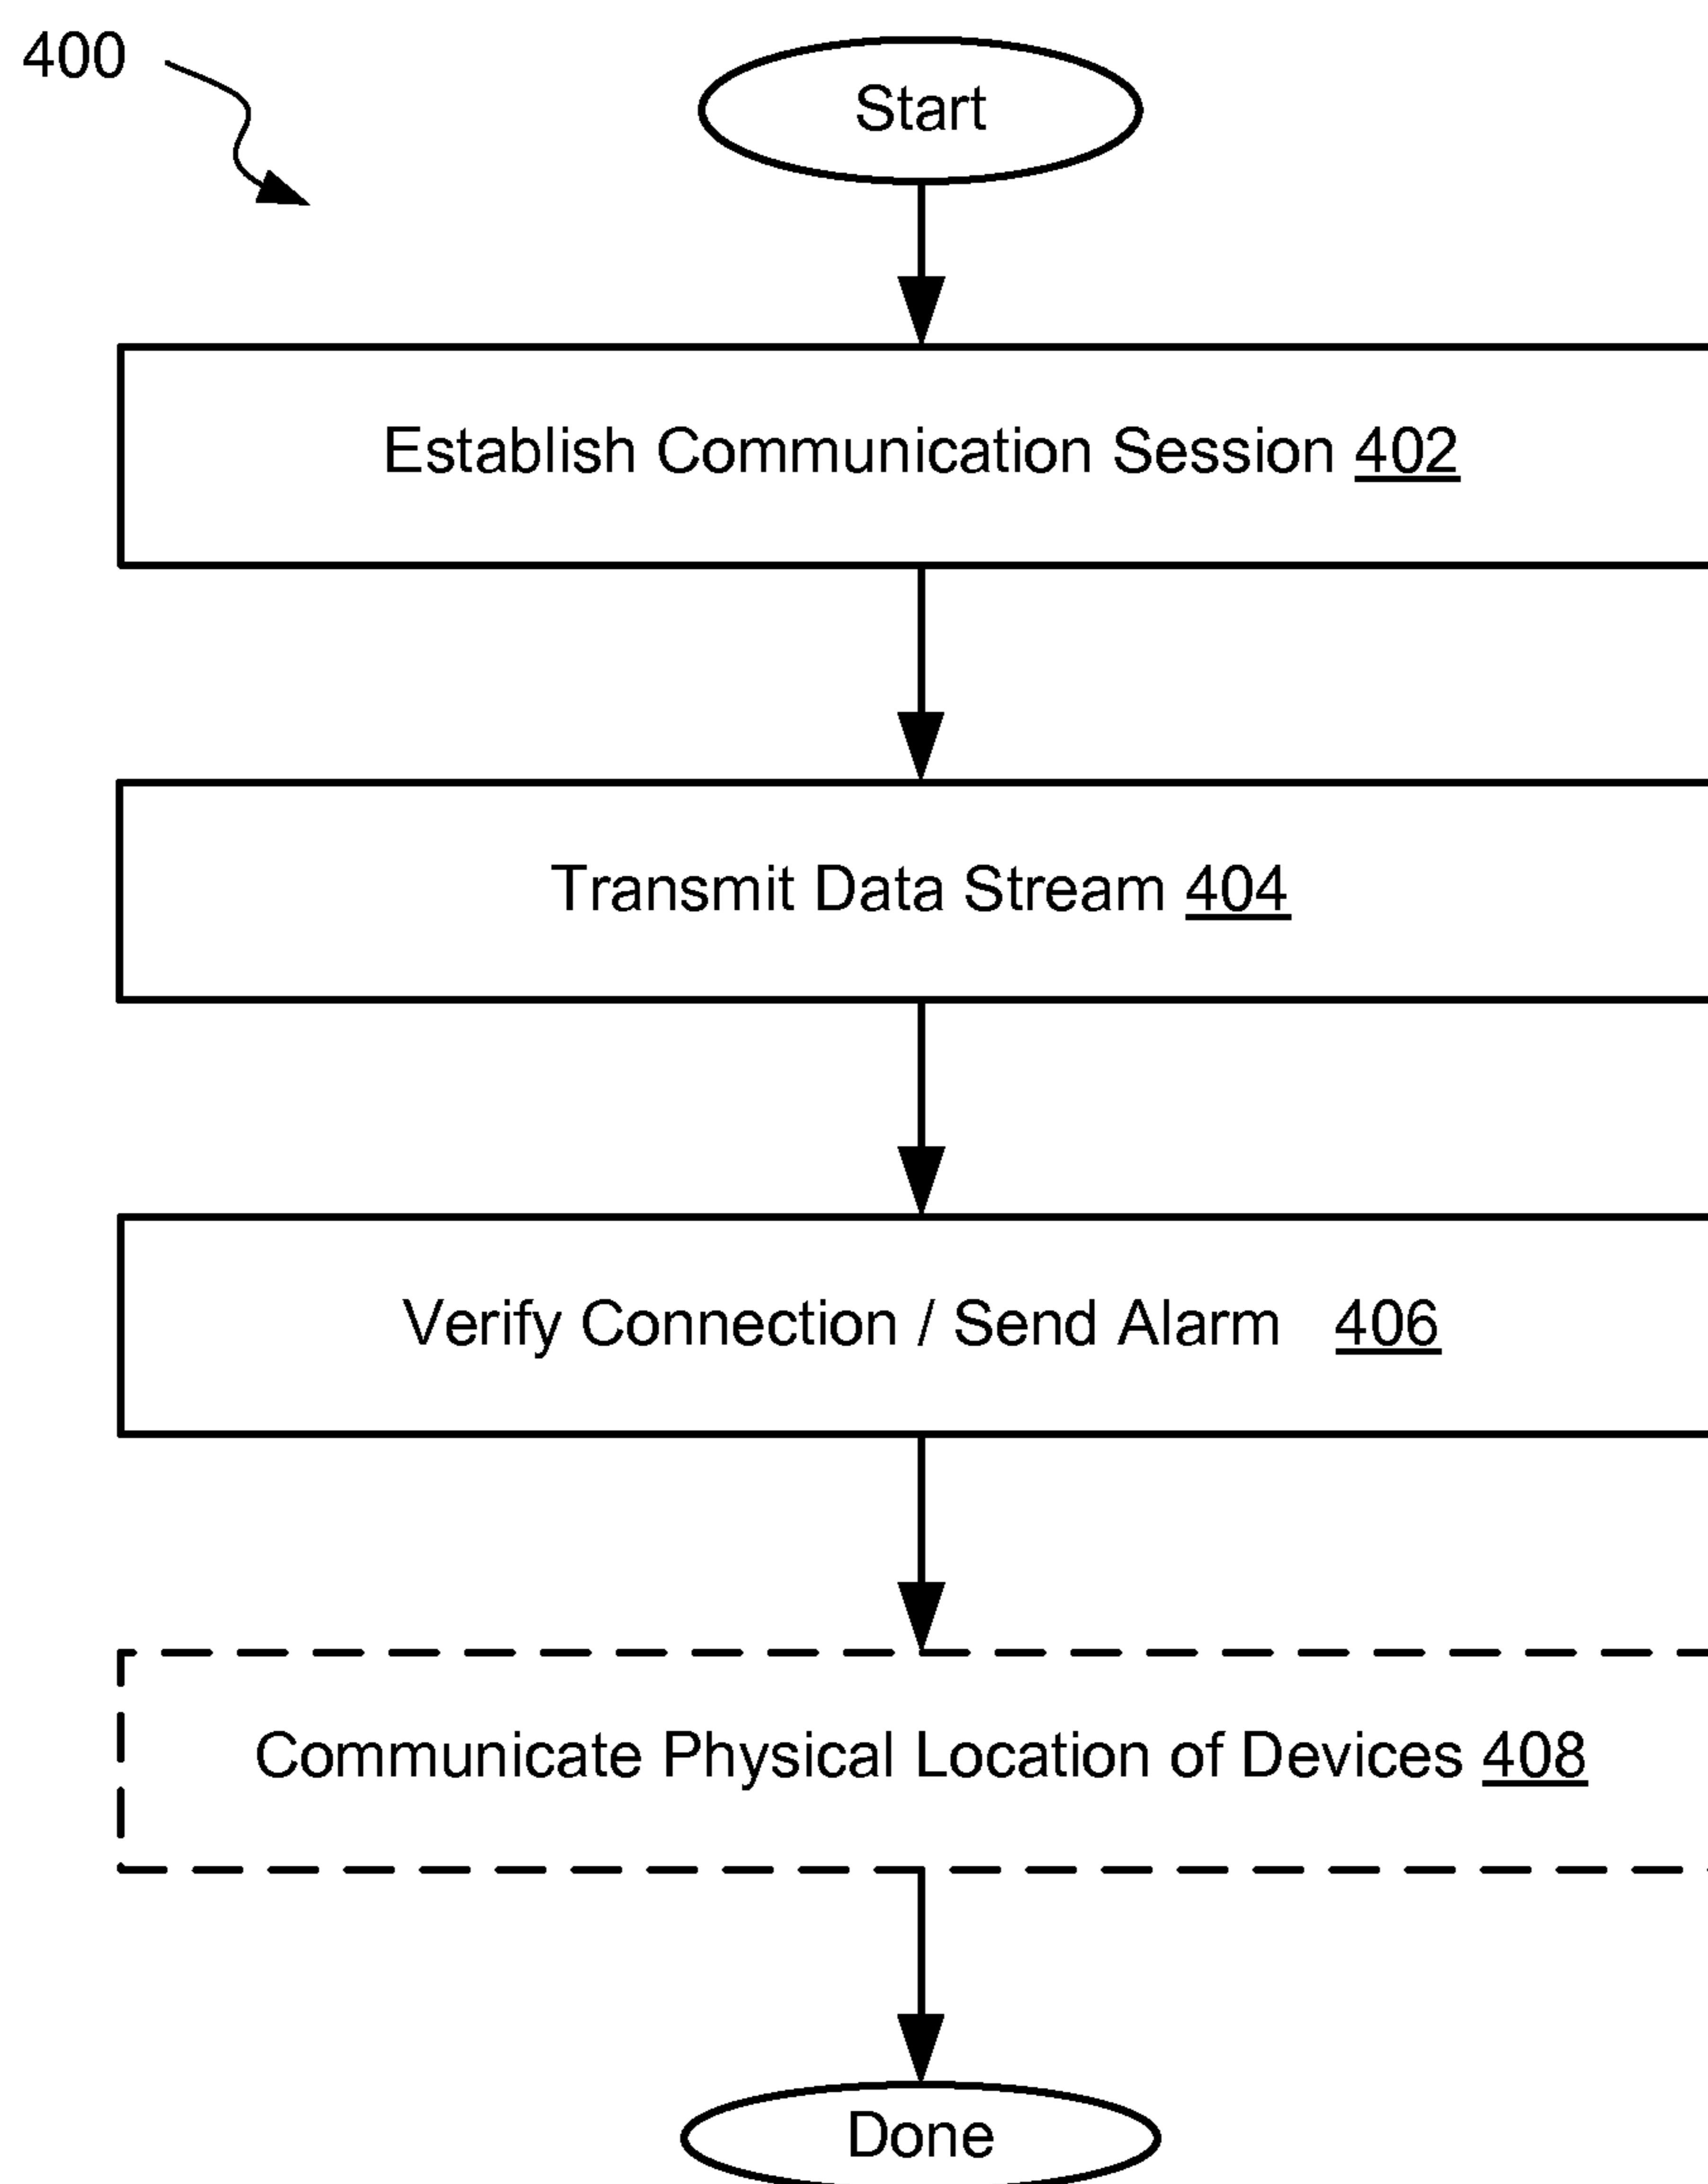 400
Start
Establish Communication Session 402
Transmit Data Stream 404
Verify Connection / Send Alarm 406
Communicate Physical Location of Devices 408
Done